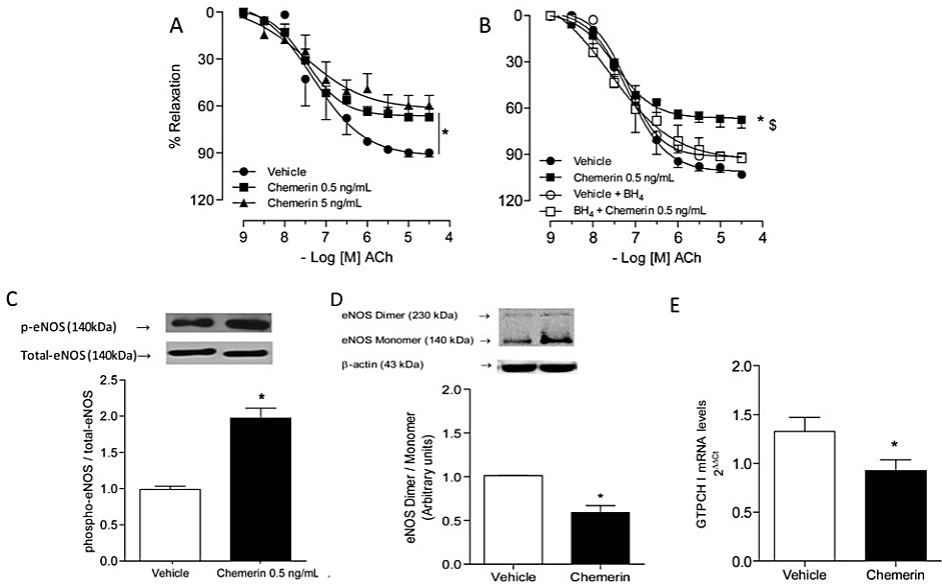 A
0
30
60
90
120
% Relaxation
*
Vehicle
Chemerin 0.5 ng/mL
Chemerin 5 ng/mL
9 8 7 6 5 4
- Log [M] ACh
B
0
30
60
90
120
* $
Vehicle
Chemerin 0.5 ng/mL
Vehicle + BH4
BH4 + Chemerin 0.5 ng/mL
9 8 7 6 5 4
- Log [M] ACh
C
p-eNOS (140kDa) →
Total-eNOS (140kDa)→
2.5
2.0
1.5
1.0
0.5
0.0
phospho-eNOS / total-eNOS
*
Vehicle Chemerin 0.5 ng/mL .
D
eNOS Dimer (230 kDa) →
eNOS Monomer (140 kDa) →
β-actin (43 kDa) →
2.0
1.5
1.0
0.5
0.0
eNOS Dimer / Monomer
(Arbitrary units)
*
Vehicle Chemerin
E
2.0
1.5
1.0
0.5
0.0
GTPCH I mRNA levels
2^ΔΔCt
*
Vehicle Chemerin